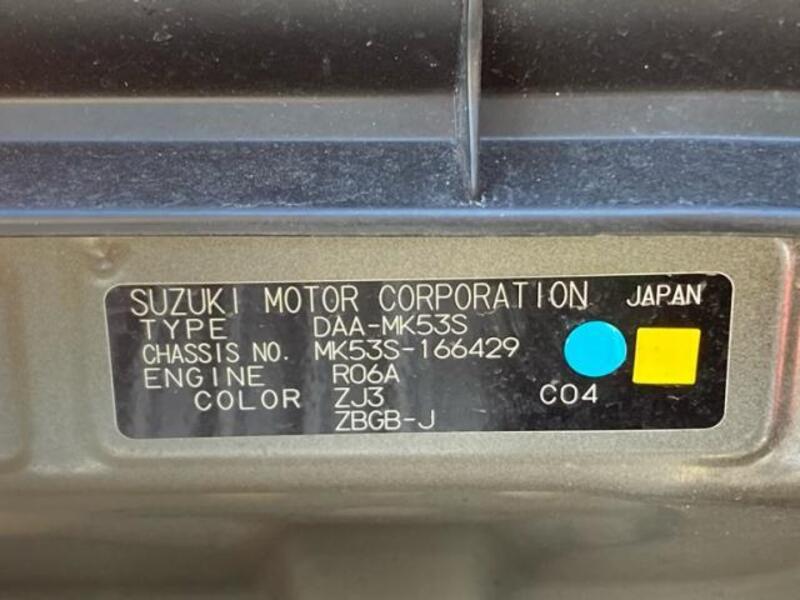 SUZUKI MOTOR CORPORATION JAPAN
TYPE DAA-MK53S
CHASSIS NO. MK53S-166429
ENGINE R06A
COLOR ZJ3 C04
ZBGB-J